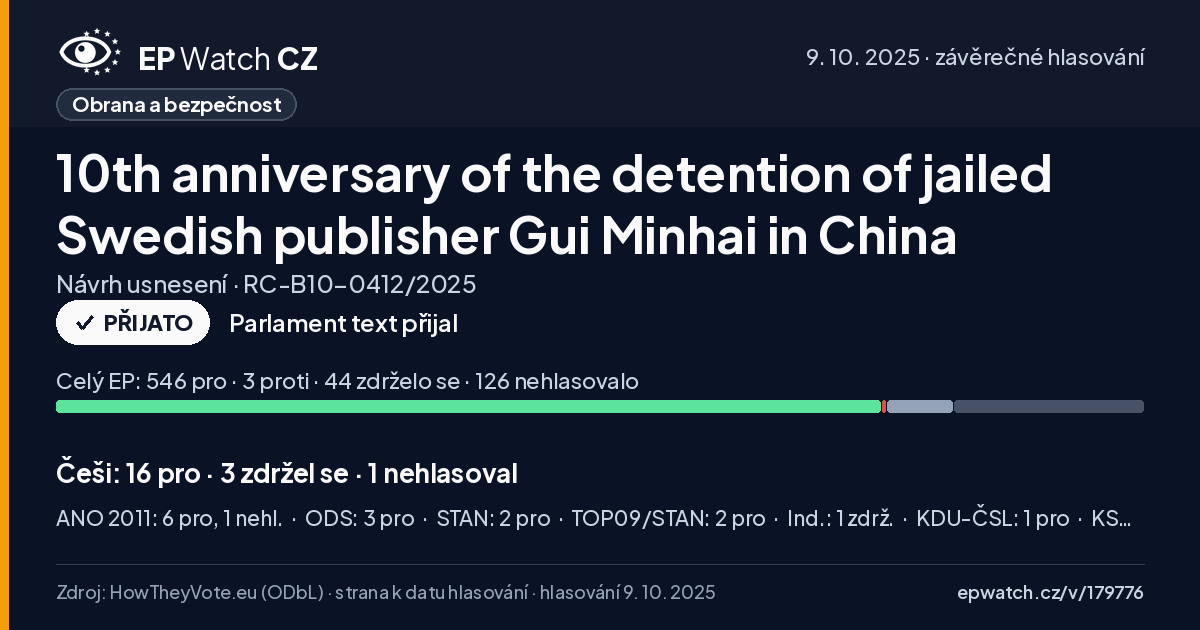 EP Watch CZ
9. 10. 2025 · závěrečné hlasování
Obrana a bezpečnost
10th anniversary of the detention of jailed
Swedish publisher Gui Minhai in China
Návrh usnesení · RC-B10-0412/2025
✓ PŘIJATO Parlament text přijal
Celý EP: 546 pro · 3 proti · 44 zdrželo se · 126 nehlasovalo
Češi: 16 pro · 3 zdržel se · 1 nehlasoval
ANO 2011: 6 pro, 1 nehl. · ODS: 3 pro · STAN: 2 pro · TOP09/STAN: 2 pro · Ind.: 1 zdrž. · KDU-ČSL: 1 pro · KS…
Zdroj: HowTheyVote.eu (ODbL) · strana k datu hlasování · hlasování 9. 10. 2025
epwatch.cz/v/179776